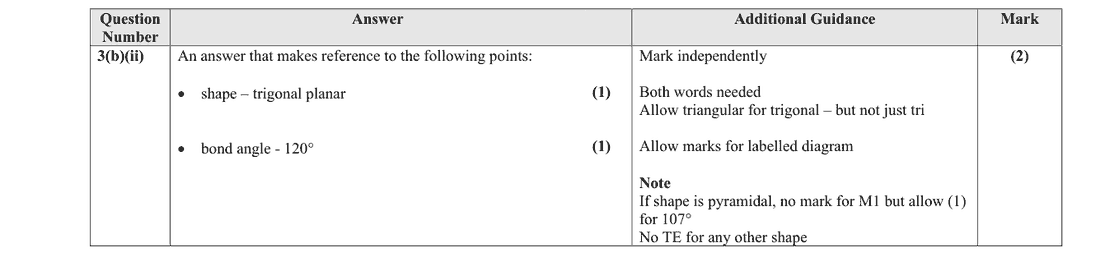 Question Number Answer Additional Guidance Mark
3(b)(ii) An answer that makes reference to the following points: Mark independently (2)
• shape – trigonal planar (1) Both words needed
Allow triangular for trigonal – but not just tri
• bond angle - 120° (1) Allow marks for labelled diagram
Note
If shape is pyramidal, no mark for M1 but allow (1)
for 107°
No TE for any other shape